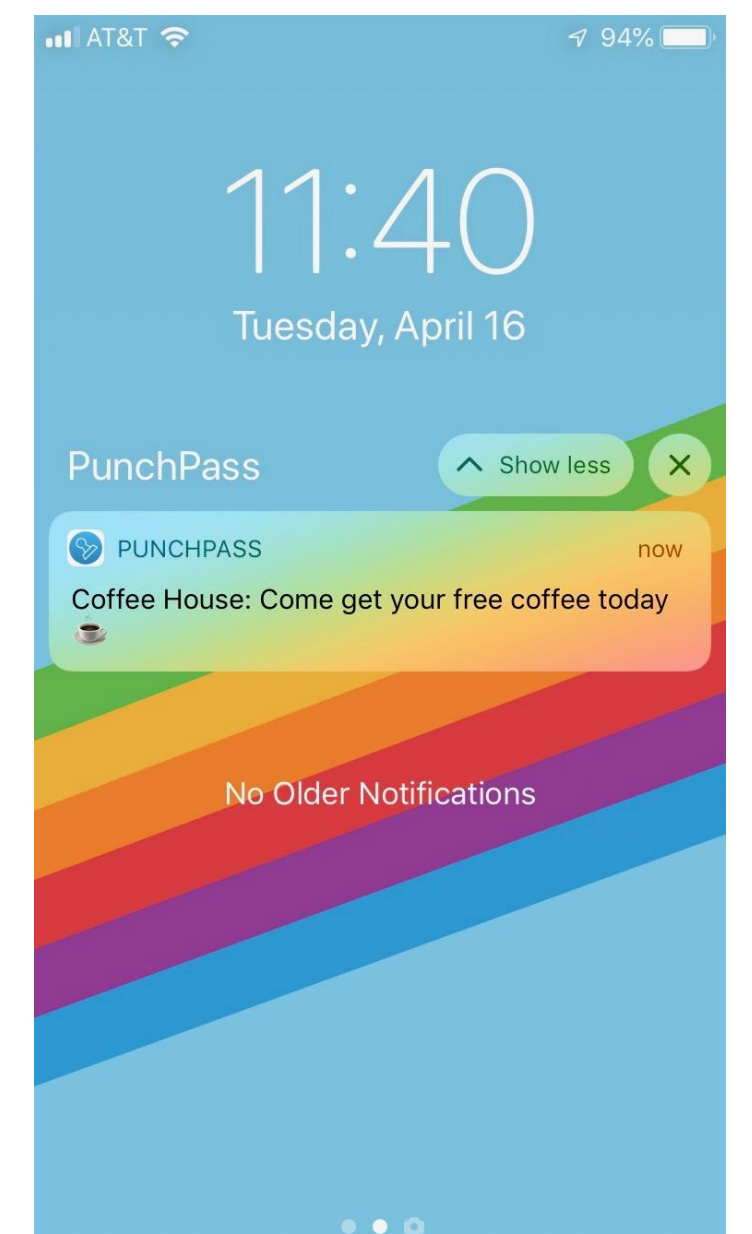 AT&T 94%
11:40
Tuesday, April 16
PunchPass
Show less
PUNCHPASS now
Coffee House: Come get your free coffee today
☕
No Older Notifications